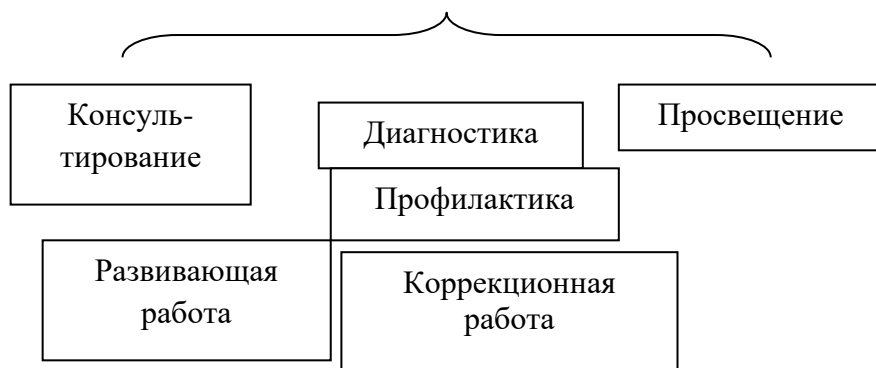 Консуль-
тирование
Диагностика
Просвещение
Профилактика
Развивающая
работа
Коррекционная
работа